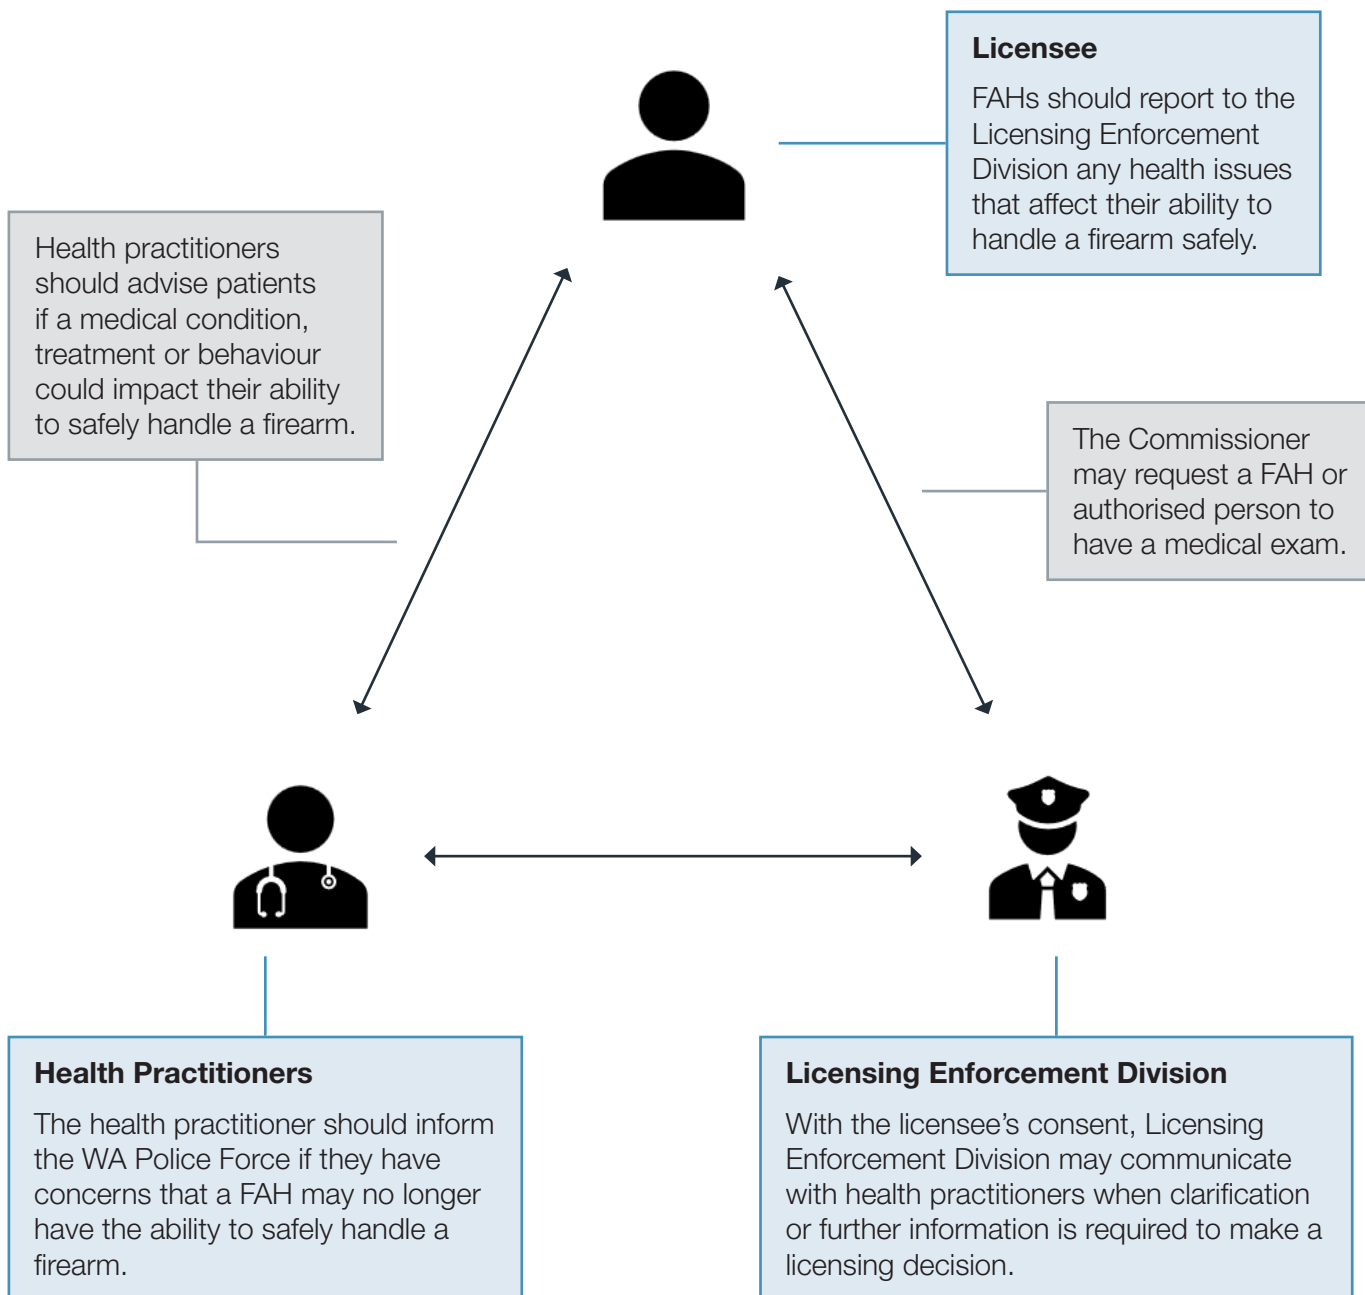 Licensee
FAHs should report to the
Licensing Enforcement
Division any health issues
that affect their ability to
handle a firearm safely.
Health practitioners
should advise patients
if a medical condition,
treatment or behaviour
could impact their ability
to safely handle a firearm.
The Commissioner
may request a FAH or
authorised person to
have a medical exam.
Health Practitioners
The health practitioner should inform
the WA Police Force if they have
concerns that a FAH may no longer
have the ability to safely handle a
firearm.
Licensing Enforcement Division
With the licensee’s consent, Licensing
Enforcement Division may communicate
with health practitioners when clarification
or further information is required to make a
licensing decision.